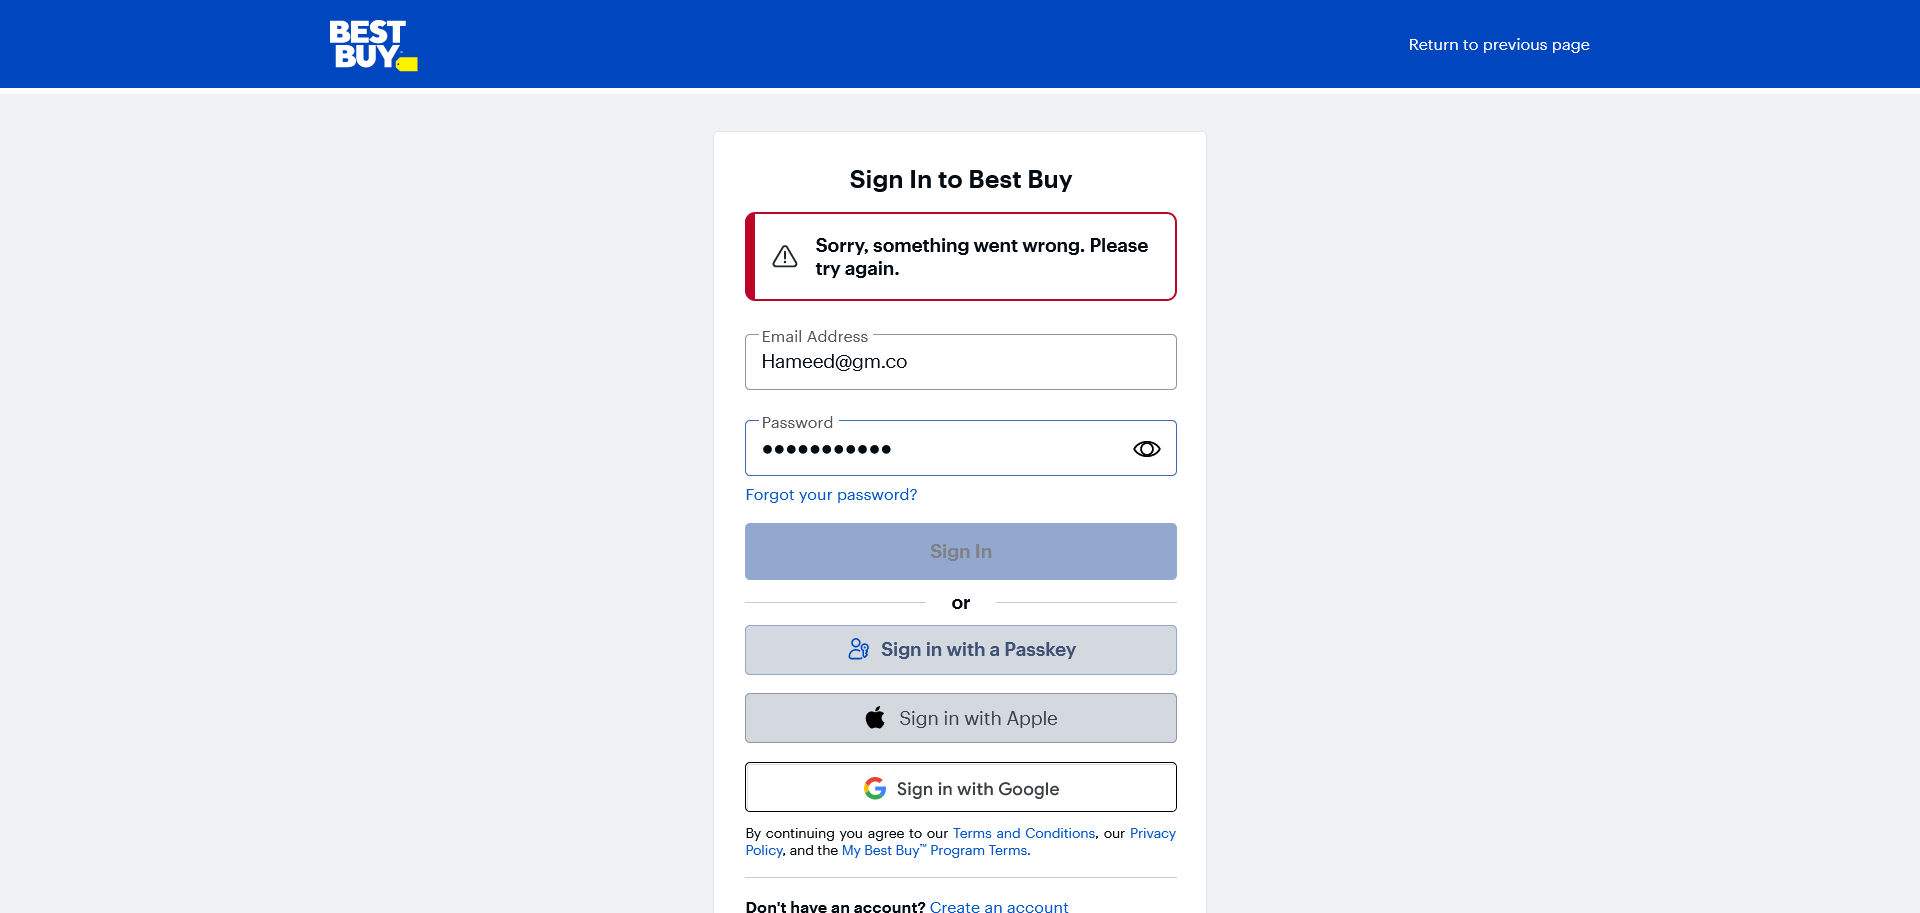 BEST
BUY
Return to previous page
Sign In to Best Buy
Sorry, something went wrong. Please
try again.
Email Address
Hameed@gm.co
Password
•••••••••••
Forgot your password?
Sign In
or
Sign in with a Passkey
Sign in with Apple
Sign in with Google
By continuing you agree to our Terms and Conditions, our Privacy
Policy, and the My Best Buy™ Program Terms.
Don't have an account? Create an account